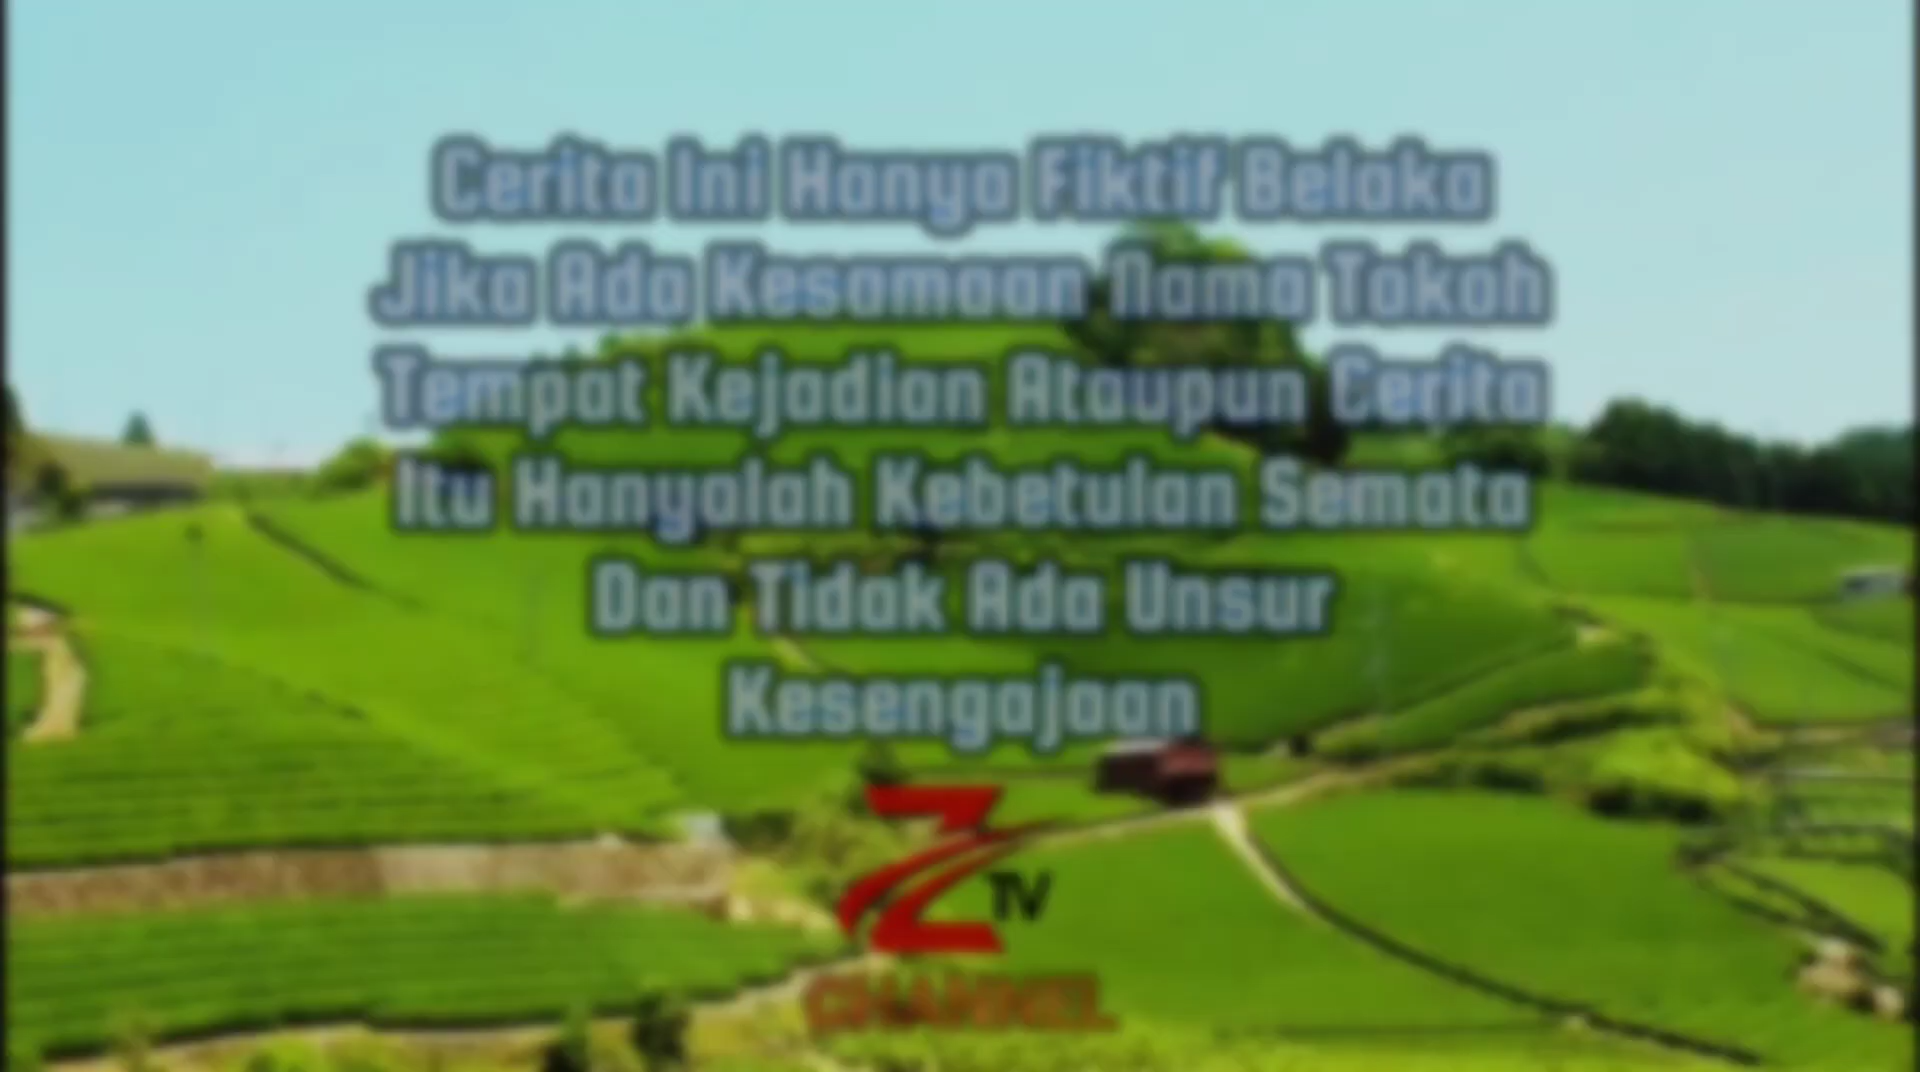 Cerita Ini Hanya Fiktif Belaka
Jika Ada Kesamaan Nama Tokoh
Tempat Kejadian Ataupun Cerita
Itu Hanyalah Kebetulan Semata
Dan Tidak Ada Unsur
Kesengajaan
Z TV
CHANNEL